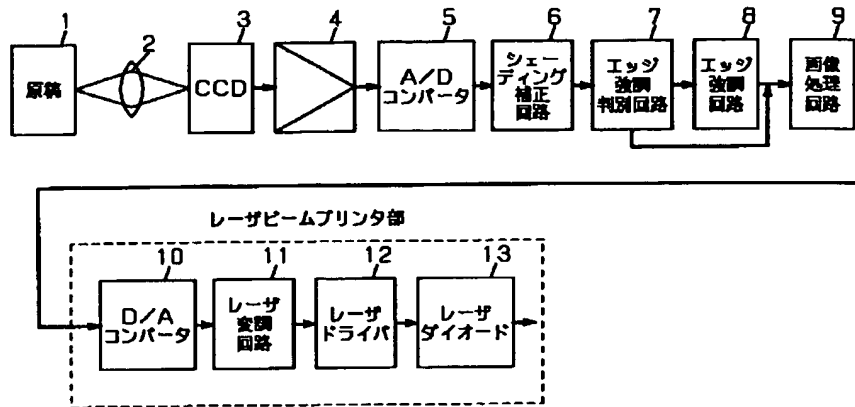 1
2
3
4
5
6
7
8
9
原稿
CCD
A/D
コンバータ
シェー
ディング
補正
回路
エッジ
強調
判別回路
エッジ
強調
回路
画像
処理
回路
レーザビームプリンタ部
10
11
12
13
D/A
コンバータ
レーザ
変調
回路
レーザ
ドライバ
レーザ
ダイオード